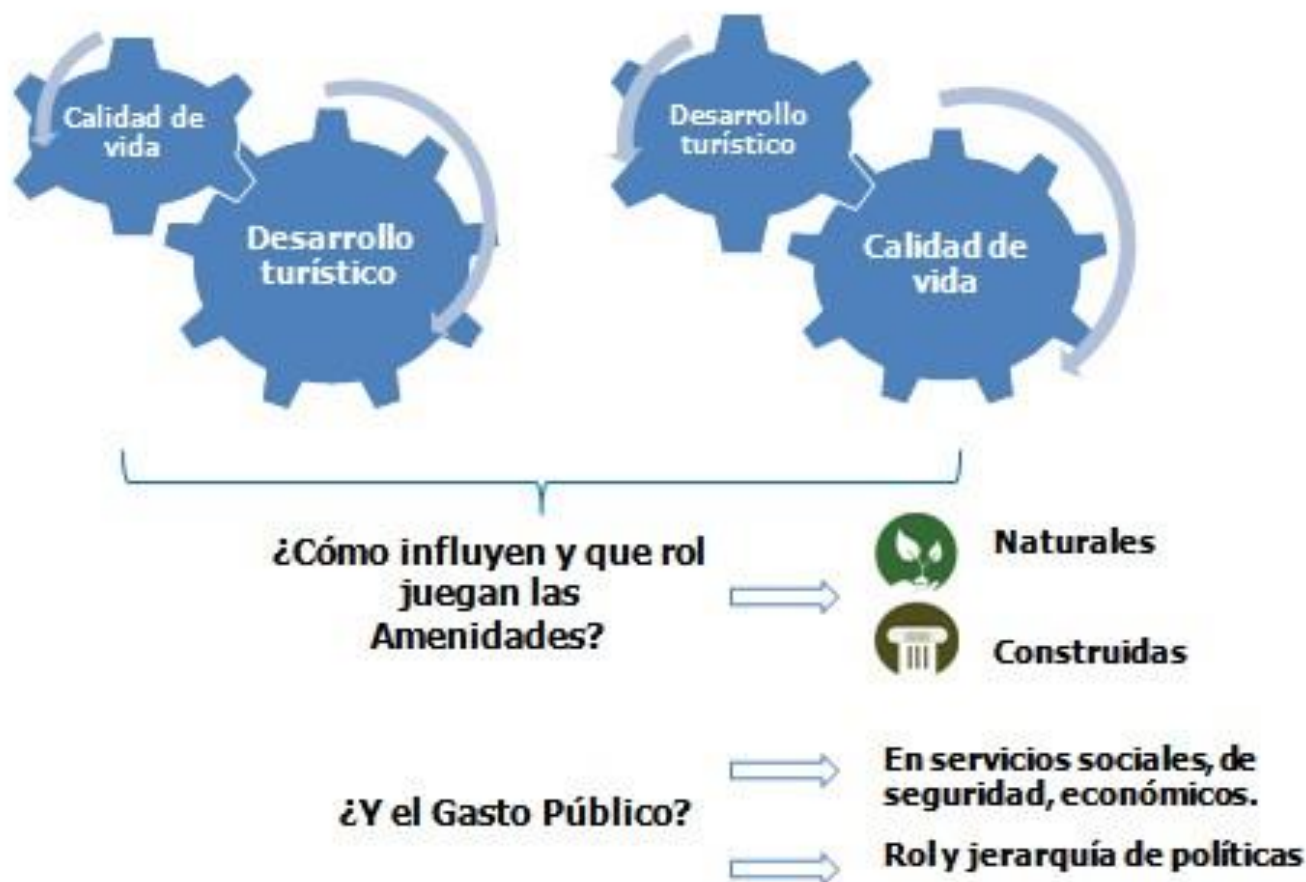 Calidad de
vida
Desarrollo
turístico
Desarrollo
turístico
Calidad de
vida
¿Cómo influyen y que rol
juegan las
Amenidades?
Naturales
Construidas
¿Y el Gasto Público?
En servicios sociales, de
seguridad, económicos.
Rol y jerarquía de políticas